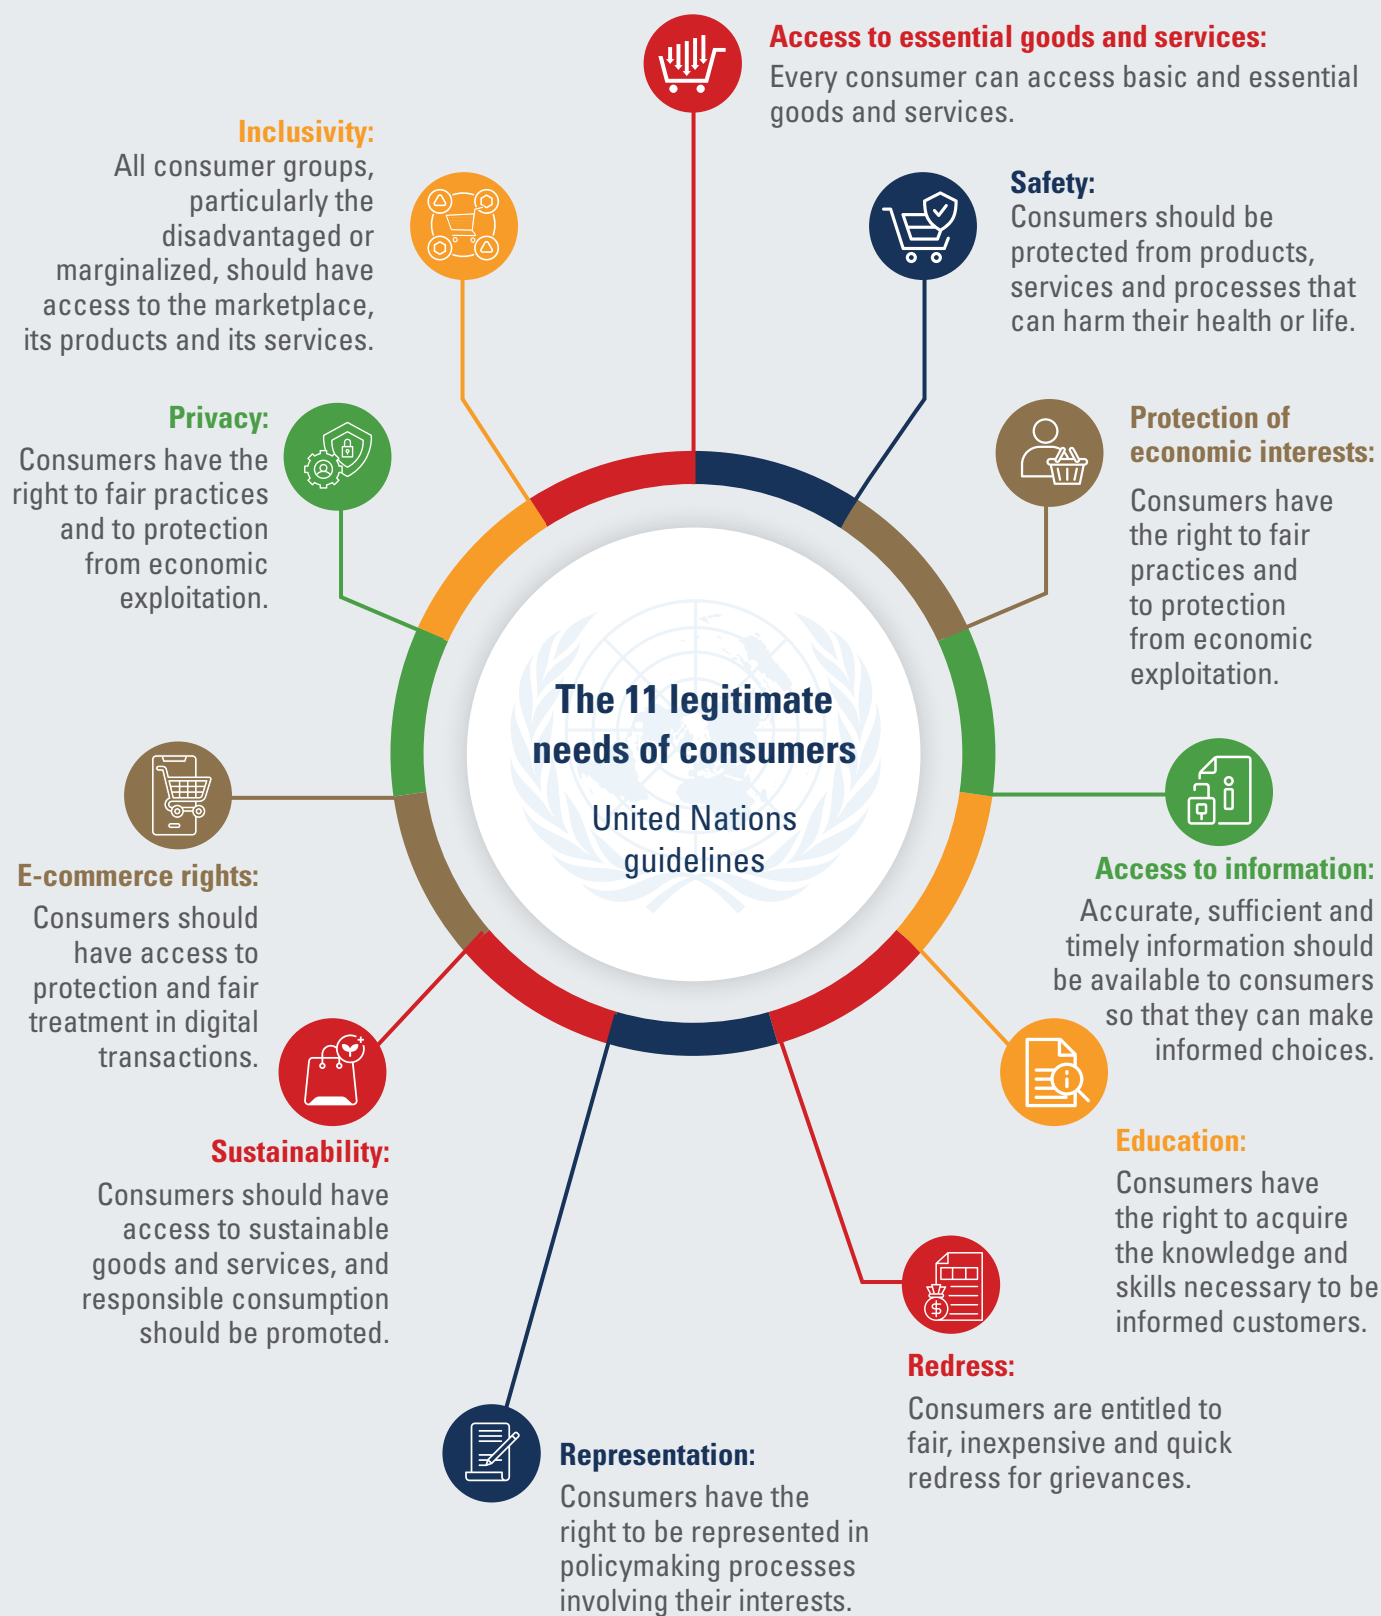 Access to essential goods and services:
Every consumer can access basic and essential
goods and services.
Safety:
Consumers should be
protected from products,
services and processes that
can harm their health or life.
Protection of
economic interests:
Consumers have
the right to fair
practices and
to protection
from economic
exploitation.
Access to information:
Accurate, sufficient and
timely information should
be available to consumers
so that they can make
informed choices.
Education:
Consumers have
the right to acquire
the knowledge and
skills necessary to be
informed customers.
Redress:
Consumers are entitled to
fair, inexpensive and quick
redress for grievances.
Representation:
Consumers have the
right to be represented in
policymaking processes
involving their interests.
Sustainability:
Consumers should have
access to sustainable
goods and services, and
responsible consumption
should be promoted.
E-commerce rights:
Consumers should
have access to
protection and fair
treatment in digital
transactions.
Privacy:
Consumers have the
right to fair practices
and to protection
from economic
exploitation.
Inclusivity:
All consumer groups,
particularly the
disadvantaged or
marginalized, should have
access to the marketplace,
its products and its services.
The 11 legitimate
needs of consumers
United Nations
guidelines